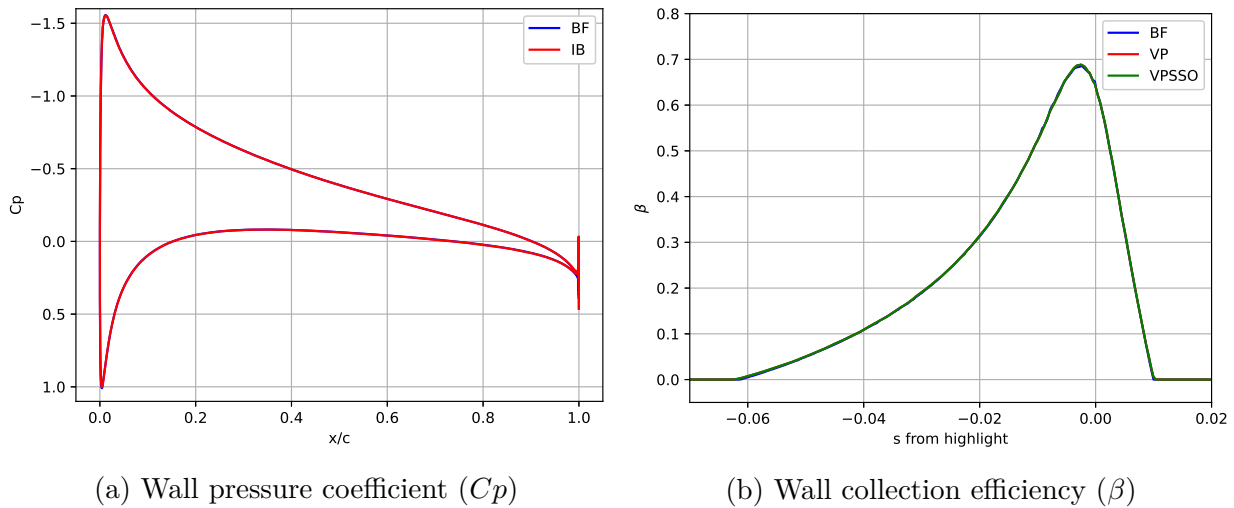 −1.5
−1.0
−0.5
0.0
0.5
1.0
Cp
0.0
0.2
0.4
0.6
0.8
1.0
x/c
BF
IB
(a) Wall pressure coefficient (Cp)
0.7
0.6
0.5
0.4
0.3
0.2
0.1
0.0
β
−0.06
−0.04
−0.02
0.00
0.02
s from highlight
BF
VP
VPSSO
(b) Wall collection efficiency (β)